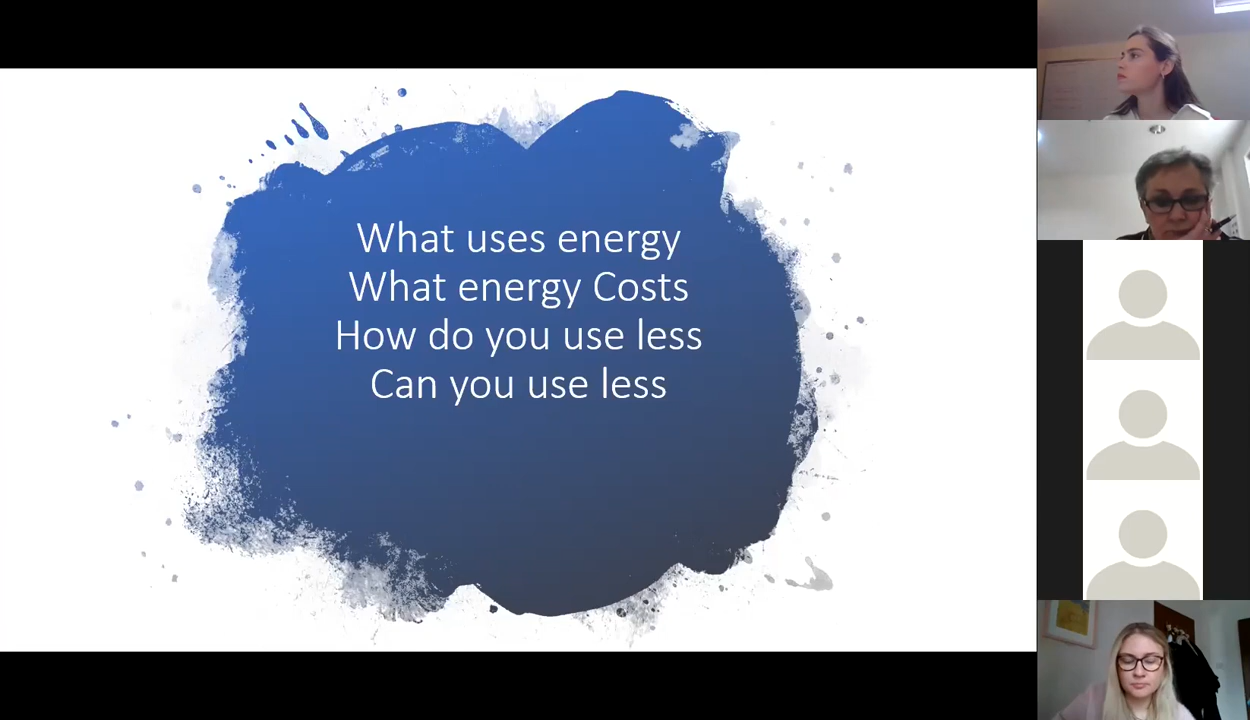 What uses energy
What energy Costs
How do you use less
Can you use less